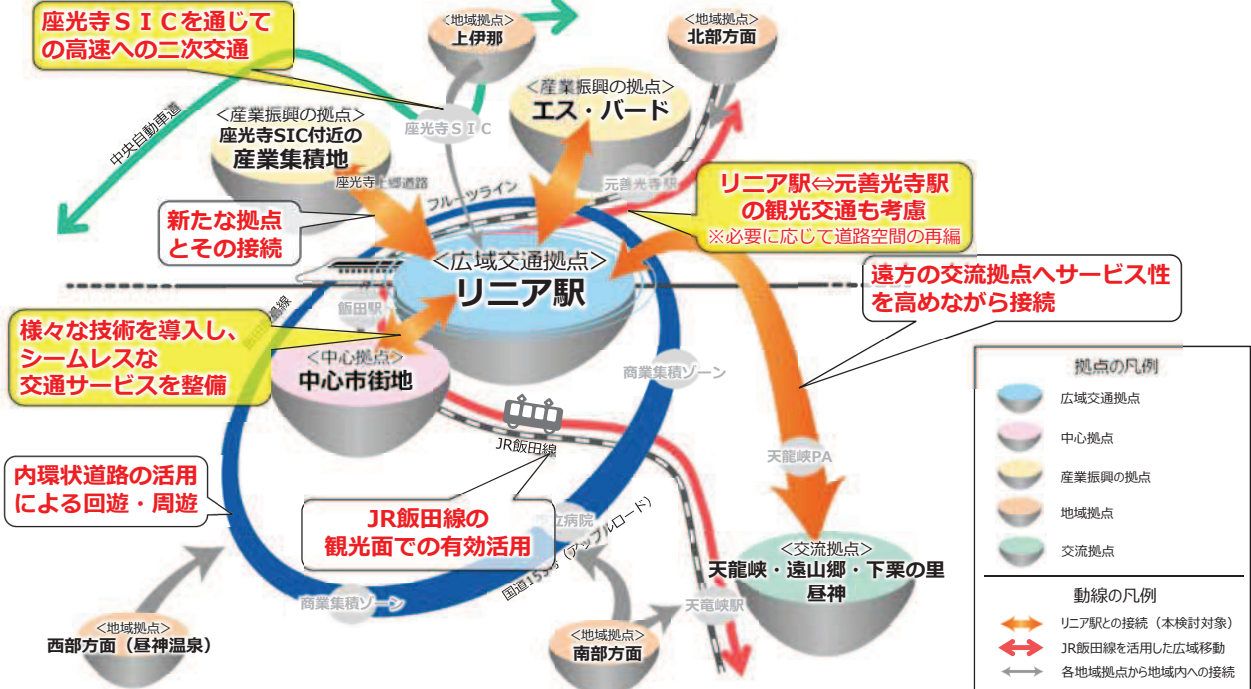 座光寺ＳＩＣを通じて
の高速への二次交通
<地域拠点>
上伊那
<地域拠点>
北部方面
<産業振興の拠点>
エス・バード
<産業振興の拠点>
座光寺SIC付近の
産業集積地
座光寺ＳＩＣ
中央自動車道
座光寺上郷道路
フルーツライン
元善光寺駅
リニア駅⇔元善光寺駅
の観光交通も考慮
※必要に応じて道路空間の再編
新たな拠点
とその接続
<広域交通拠点>
リニア駅
遠方の交流拠点へサービス性
を高めながら接続
飯田駅
様々な技術を導入し、
シームレスな
交通サービスを整備
<中心拠点>
中心市街地
商業集積ゾーン
JR飯田線
天龍峡PA
内環状道路の活用
による回遊・周遊
JR飯田線の
観光面での有効活用
立病院
国道153号（アップルロード）
商業集積ゾーン
<交流拠点>
天龍峡・遠山郷・下栗の里
昼神
天竜峡駅
<地域拠点>
西部方面（昼神温泉）
<地域拠点>
南部方面
拠点の凡例
広域交通拠点
中心拠点
産業振興の拠点
地域拠点
交流拠点
動線の凡例
リニア駅との接続（本検討対象）
JR飯田線を活用した広域移動
各地域拠点から地域内への接続